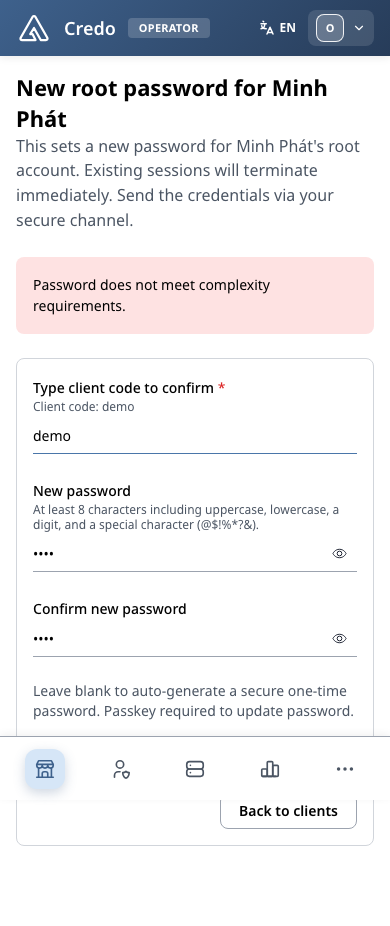 Credo
OPERATOR
EN
O
New root password for Minh
Phát
This sets a new password for Minh Phát's root
account. Existing sessions will terminate
immediately. Send the credentials via your
secure channel.
Password does not meet complexity
requirements.
Type client code to confirm *
Client code: demo
demo
New password
At least 8 characters including uppercase, lowercase, a
digit, and a special character (@$!%*?&).
••••
Confirm new password
••••
Leave blank to auto-generate a secure one-time
password. Passkey required to update password.
Back to clients